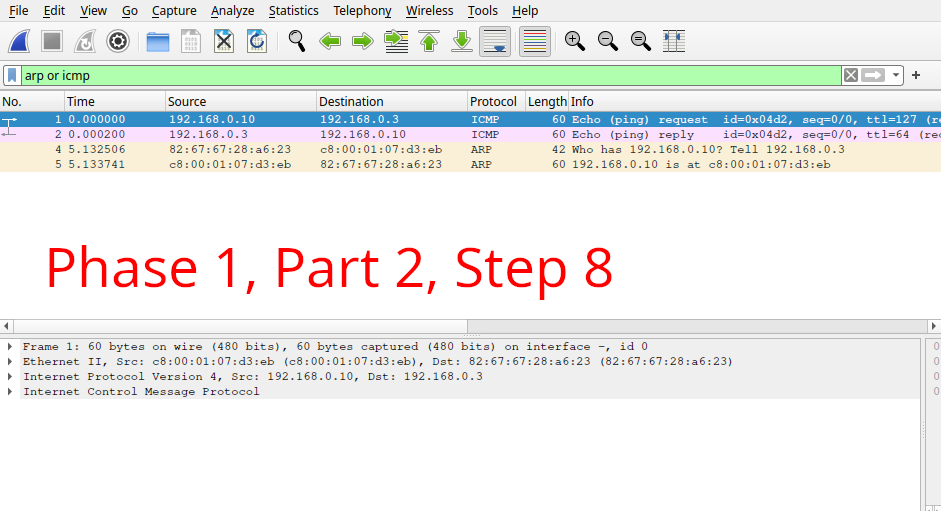 File Edit View Go Capture Analyze Statistics Telephony Wireless Tools Help
arp or icmp
No. Time Source Destination Protocol Length Info
1 0.000000 192.168.0.10 192.168.0.3 ICMP 60 Echo (ping) request id=0x04d2, seq=0/0, ttl=127 (re
2 0.000200 192.168.0.3 192.168.0.10 ICMP 60 Echo (ping) reply id=0x04d2, seq=0/0, ttl=64 (rec
4 5.132506 82:67:67:28:a6:23 c8:00:01:07:d3:eb ARP 42 Who has 192.168.0.10? Tell 192.168.0.3
5 5.133741 c8:00:01:07:d3:eb 82:67:67:28:a6:23 ARP 60 192.168.0.10 is at c8:00:01:07:d3:eb
Phase 1, Part 2, Step 8
Frame 1: 60 bytes on wire (480 bits), 60 bytes captured (480 bits) on interface -, id 0
Ethernet II, Src: c8:00:01:07:d3:eb (c8:00:01:07:d3:eb), Dst: 82:67:67:28:a6:23 (82:67:67:28:a6:23)
Internet Protocol Version 4, Src: 192.168.0.10, Dst: 192.168.0.3
Internet Control Message Protocol